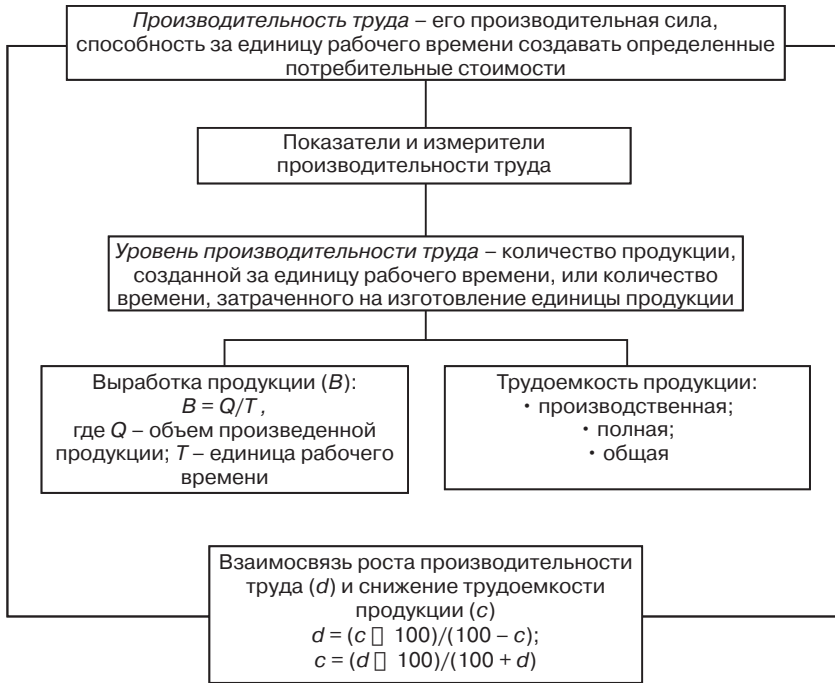 Производительность труда – его производительная сила,
способность за единицу рабочего времени создавать определенные
потребительные стоимости
Показатели и измерители
производительности труда
Уровень производительности труда – количество продукции,
созданной за единицу рабочего времени, или количество
времени, затраченного на изготовление единицы продукции
Выработка продукции (B):
B = Q/T ,
где Q – объем произведенной
продукции; T – единица рабочего
времени
Трудоемкость продукции:
• производственная;
• полная;
• общая
Взаимосвязь роста производительности
труда (d) и снижение трудоемкости
продукции (c)
d = (c ▯ 100)/(100 – c);
c = (d ▯ 100)/(100 + d)